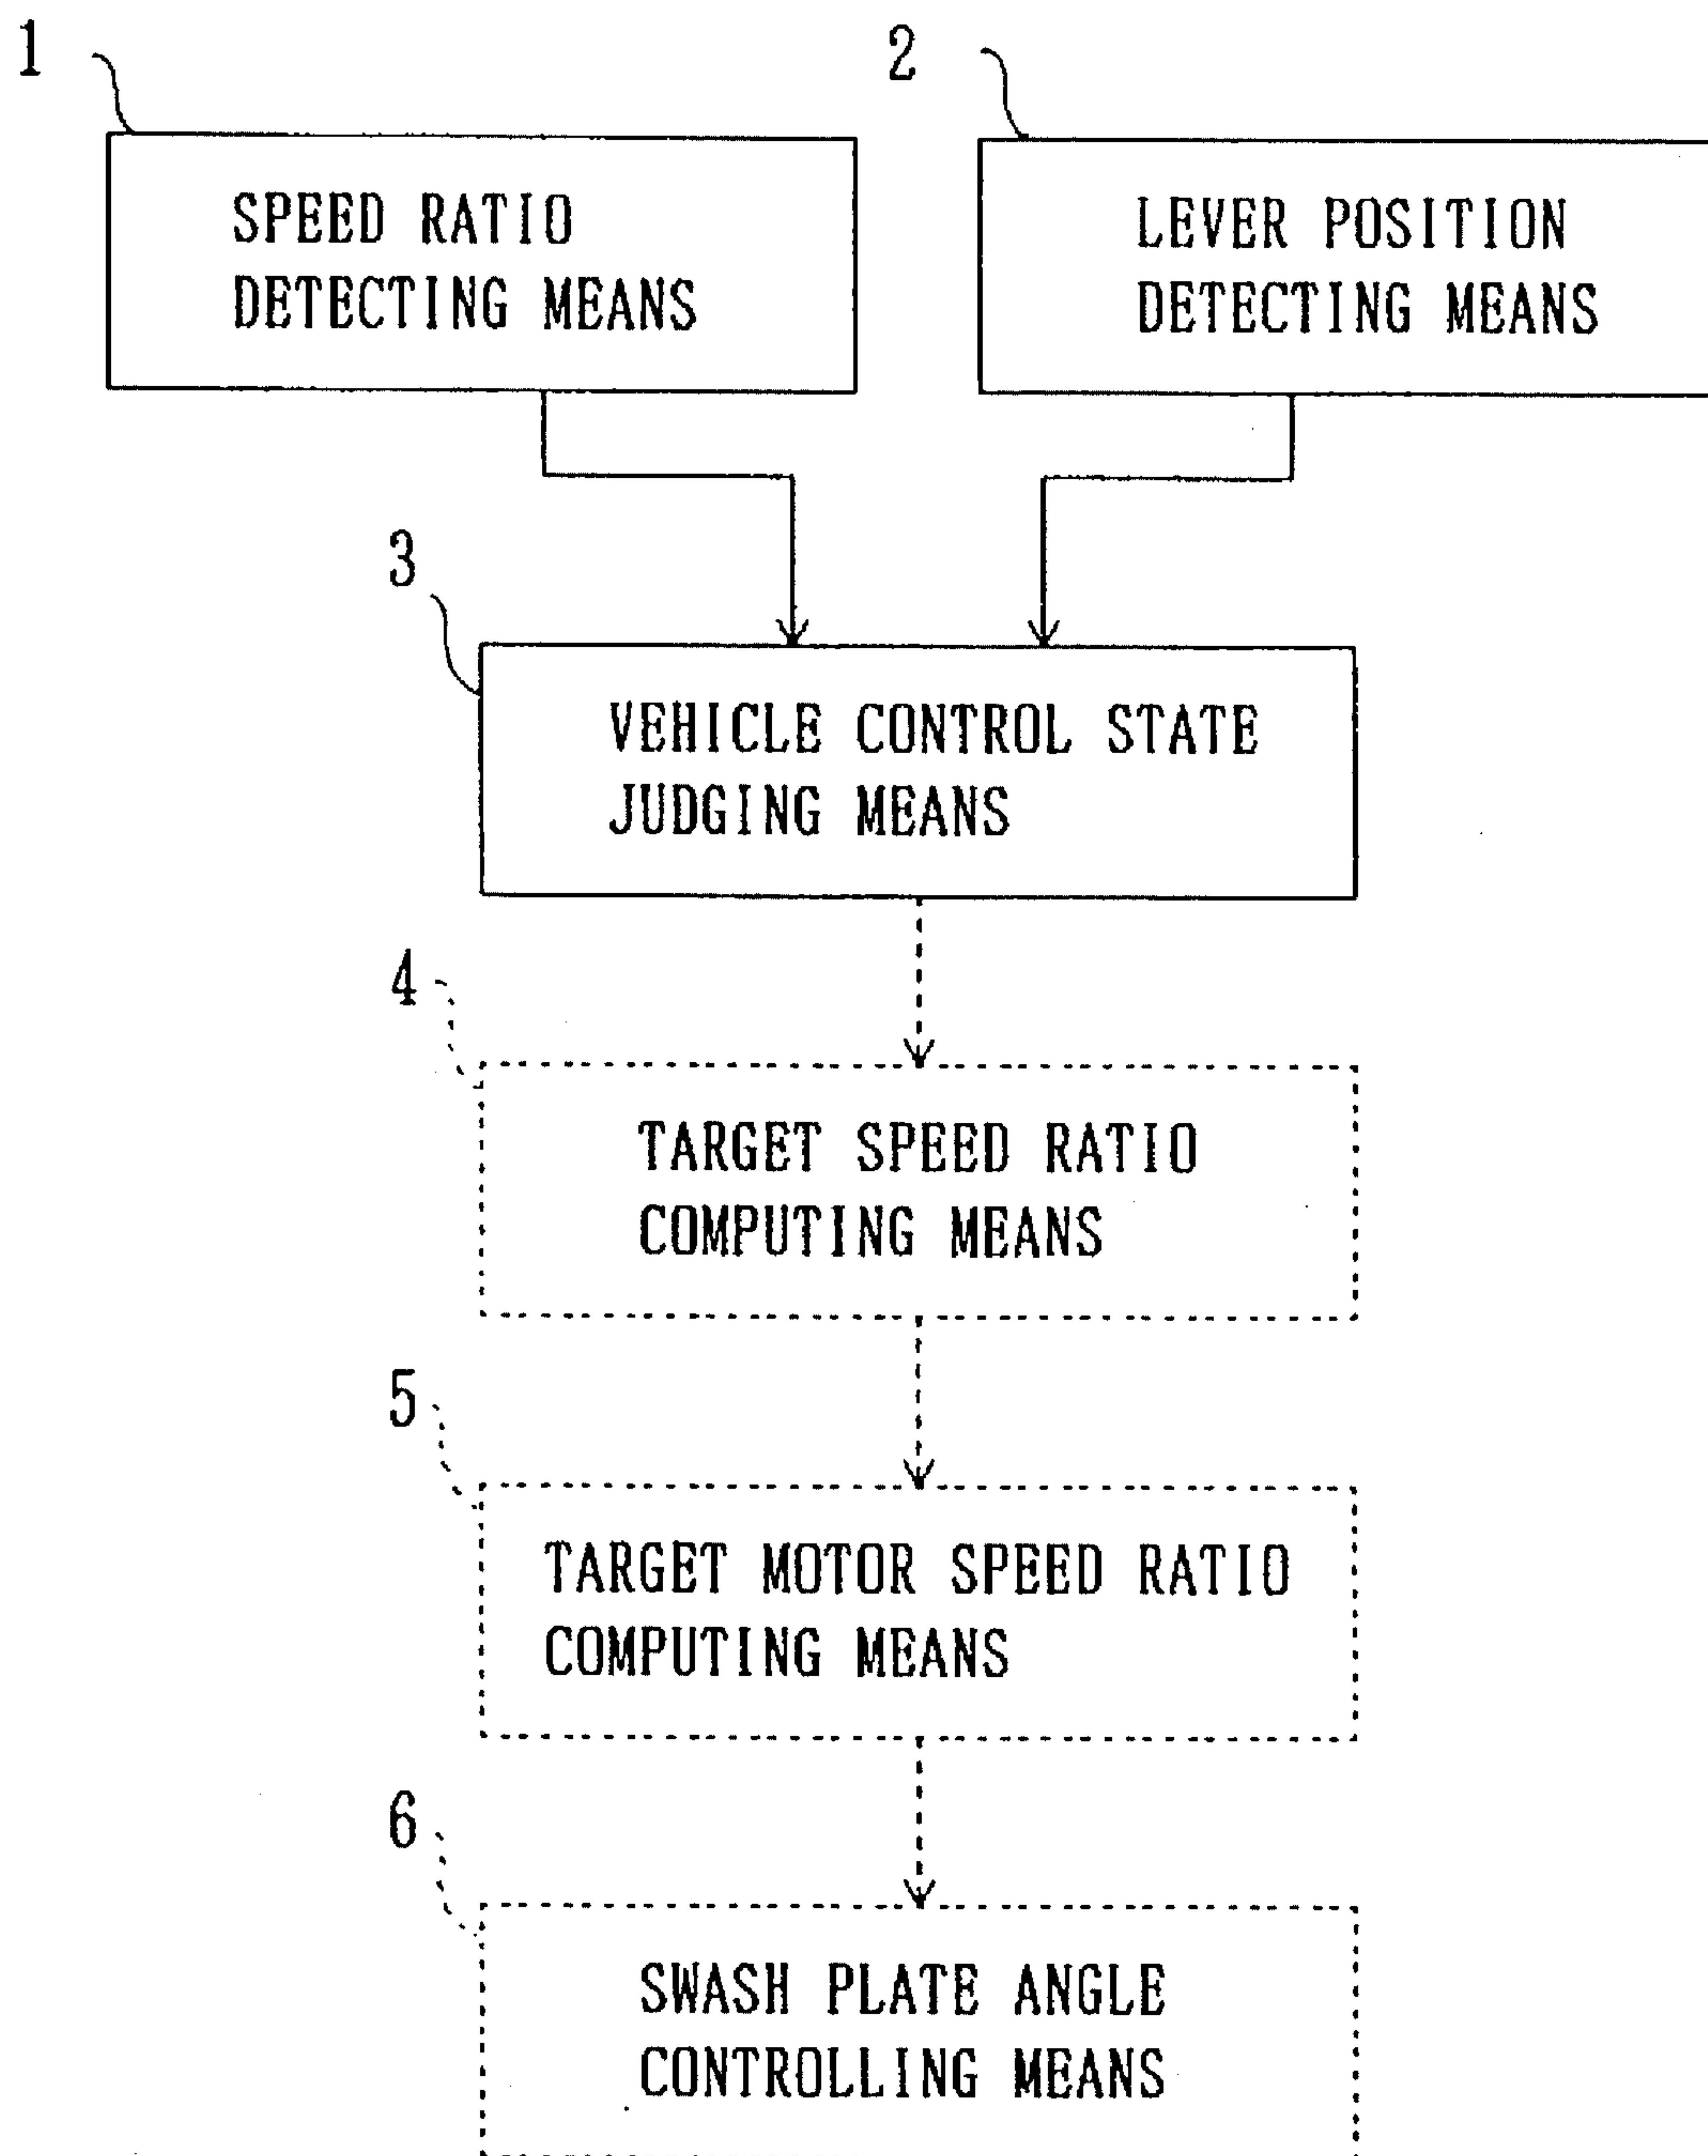 1
2
SPEED RATIO
DETECTING MEANS
LEVER POSITION
DETECTING MEANS
3
VEHICLE CONTROL STATE
JUDGING MEANS
4
TARGET SPEED RATIO
COMPUTING MEANS
5
TARGET MOTOR SPEED RATIO
COMPUTING MEANS
6
SWASH PLATE ANGLE
CONTROLLING MEANS